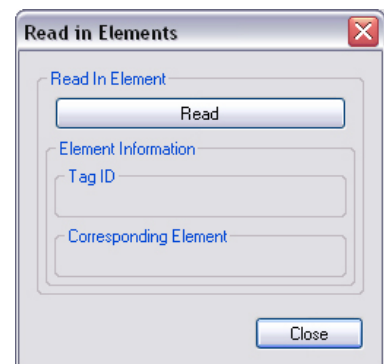 Read in Elements
Read In Element
Read
Element Information
Tag ID
Corresponding Element
Close